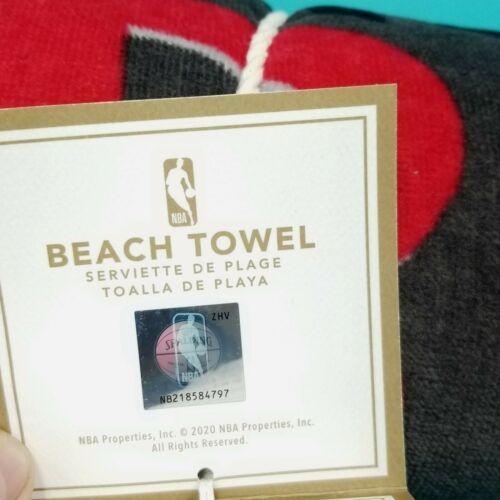 NBA
BEACH TOWEL
SERVIETTE DE PLAGE
TOALLA DE PLAYA
ZHV
SPALDING
NBA
NB218584797
NBA Properties, Inc. © 2020 NBA Properties, Inc.
All Rights Reserved.